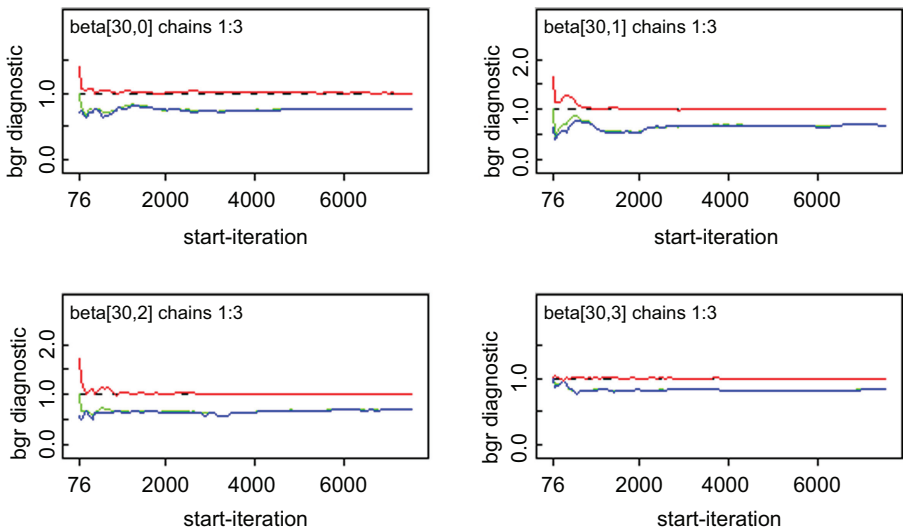 beta[30,0] chains 1:3
bgr diagnostic
1.0
0.0
76
2000
4000
6000
start-iteration
beta[30,1] chains 1:3
bgr diagnostic
2.0
1.0
0.0
76
2000
4000
6000
start-iteration
beta[30,2] chains 1:3
bgr diagnostic
2.0
1.0
0.0
76
2000
4000
6000
start-iteration
beta[30,3] chains 1:3
bgr diagnostic
1.0
0.0
76
2000
4000
6000
start-iteration